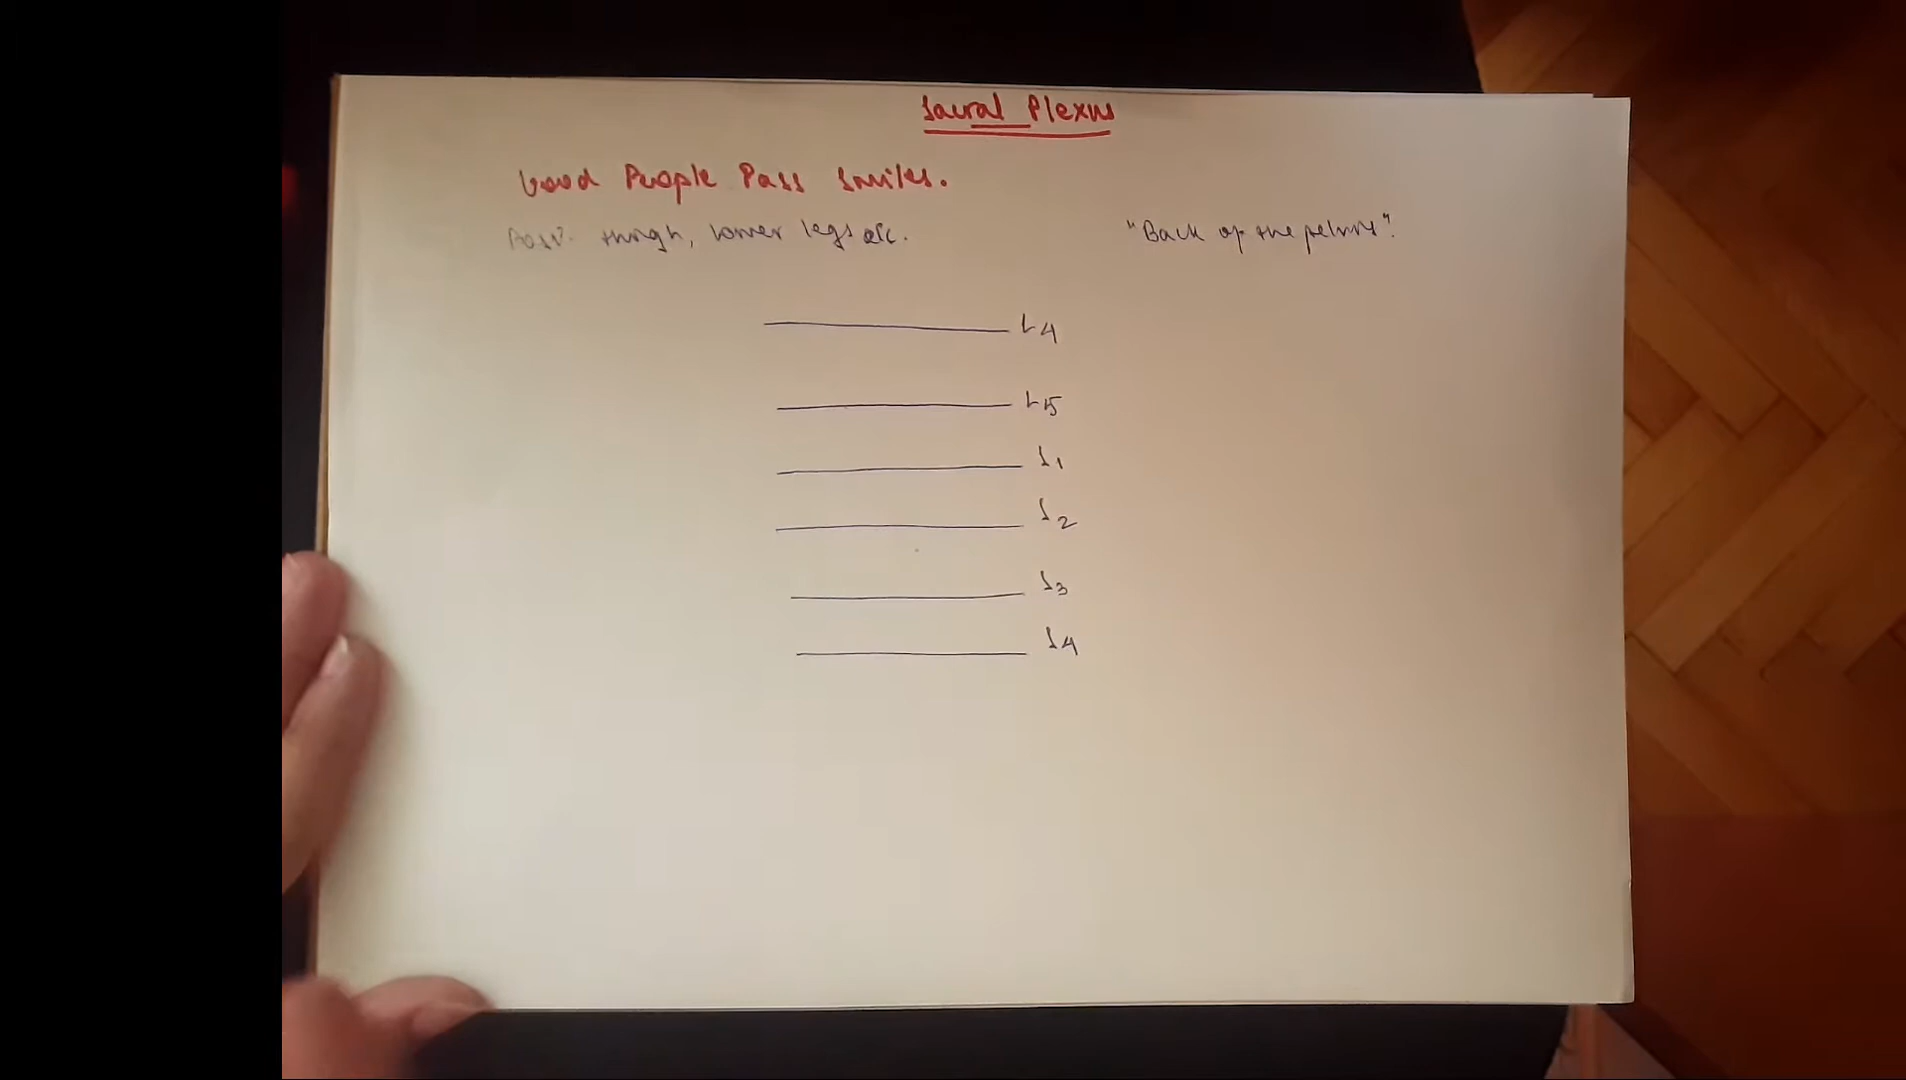 Sacral Plexus
Good People Pass Smiles.
Post. thigh, lower legs etc.
"Back of the pelvis".
L4
L5
S1
S2
S3
S4